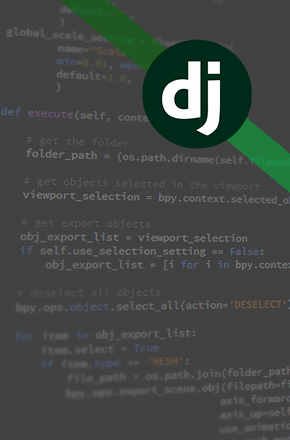 default=
)
global_scale_setting
name="Scale
min=0.01, max=
default=1.0,
)
dj
def execute(self, conte
# get the folder
folder_path = (os.path.dirname(self.filepath
# get objects selected in the viewport
viewport_selection = bpy.context.selected_o
# get export objects
obj_export_list = viewport_selection
if self.use_selection_setting == False:
obj_export_list = [i for i in bpy.contex
# deselect all objects
bpy.ops.object.select_all(action='DESELECT')
for item in obj_export_list:
item.select = True
if item.type == 'MESH':
file_path = os.path.join(folder_path
bpy.ops.export_scene.obj(filepath=fi
axis_forward
axis_up=self
use_animation